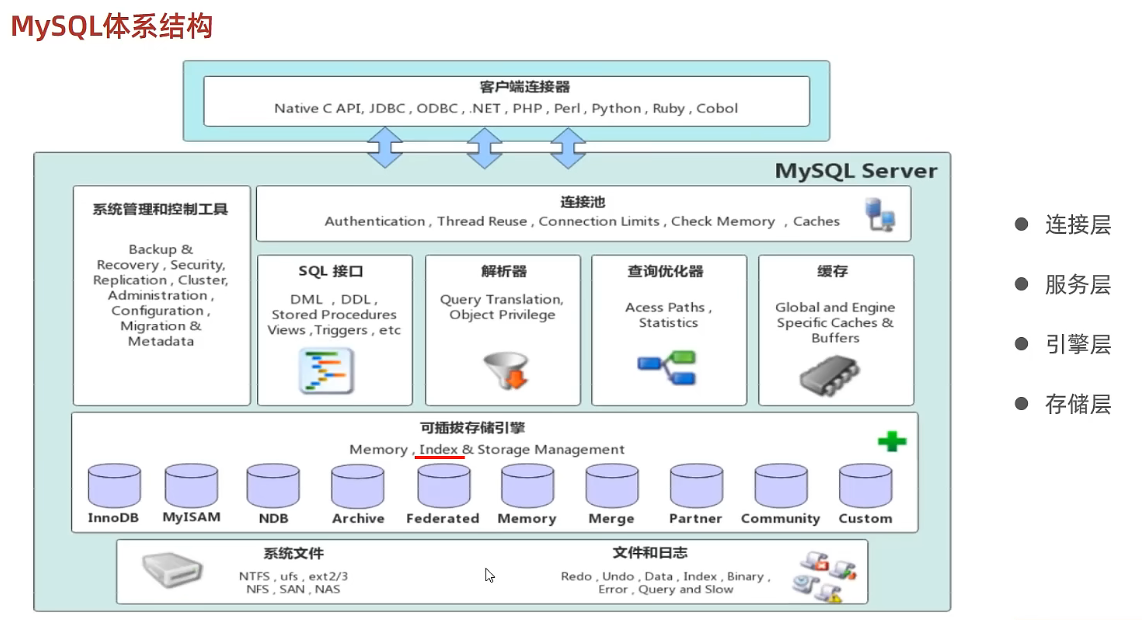 MySQL体系结构
客户端连接器
Native C API, JDBC , ODBC , .NET , PHP , Perl , Python , Ruby , Cobol
MySQL Server
系统管理和控制工具
Backup &
Recovery , Security,
Replication , Cluster,
Administration ,
Configuration ,
Migration &
Metadata
连接池
Authentication , Thread Reuse , Connection Limits , Check Memory , Caches
SQL 接口
DML , DDL ,
Stored Procedures
Views , Triggers , etc
解析器
Query Translation,
Object Privilege
查询优化器
Acess Paths ,
Statistics
缓存
Global and Engine
Specific Caches &
Buffers
可插拔存储引擎
Memory , Index & Storage Management
InnoDB
MyISAM
NDB
Archive
Federated
Memory
Merge
Partner
Community
Custom
系统文件
NTFS , ufs , ext2/3
NFS , SAN , NAS
文件和日志
Redo , Undo , Data , Index , Binary ,
Error , Query and Slow
连接层
服务层
引擎层
存储层